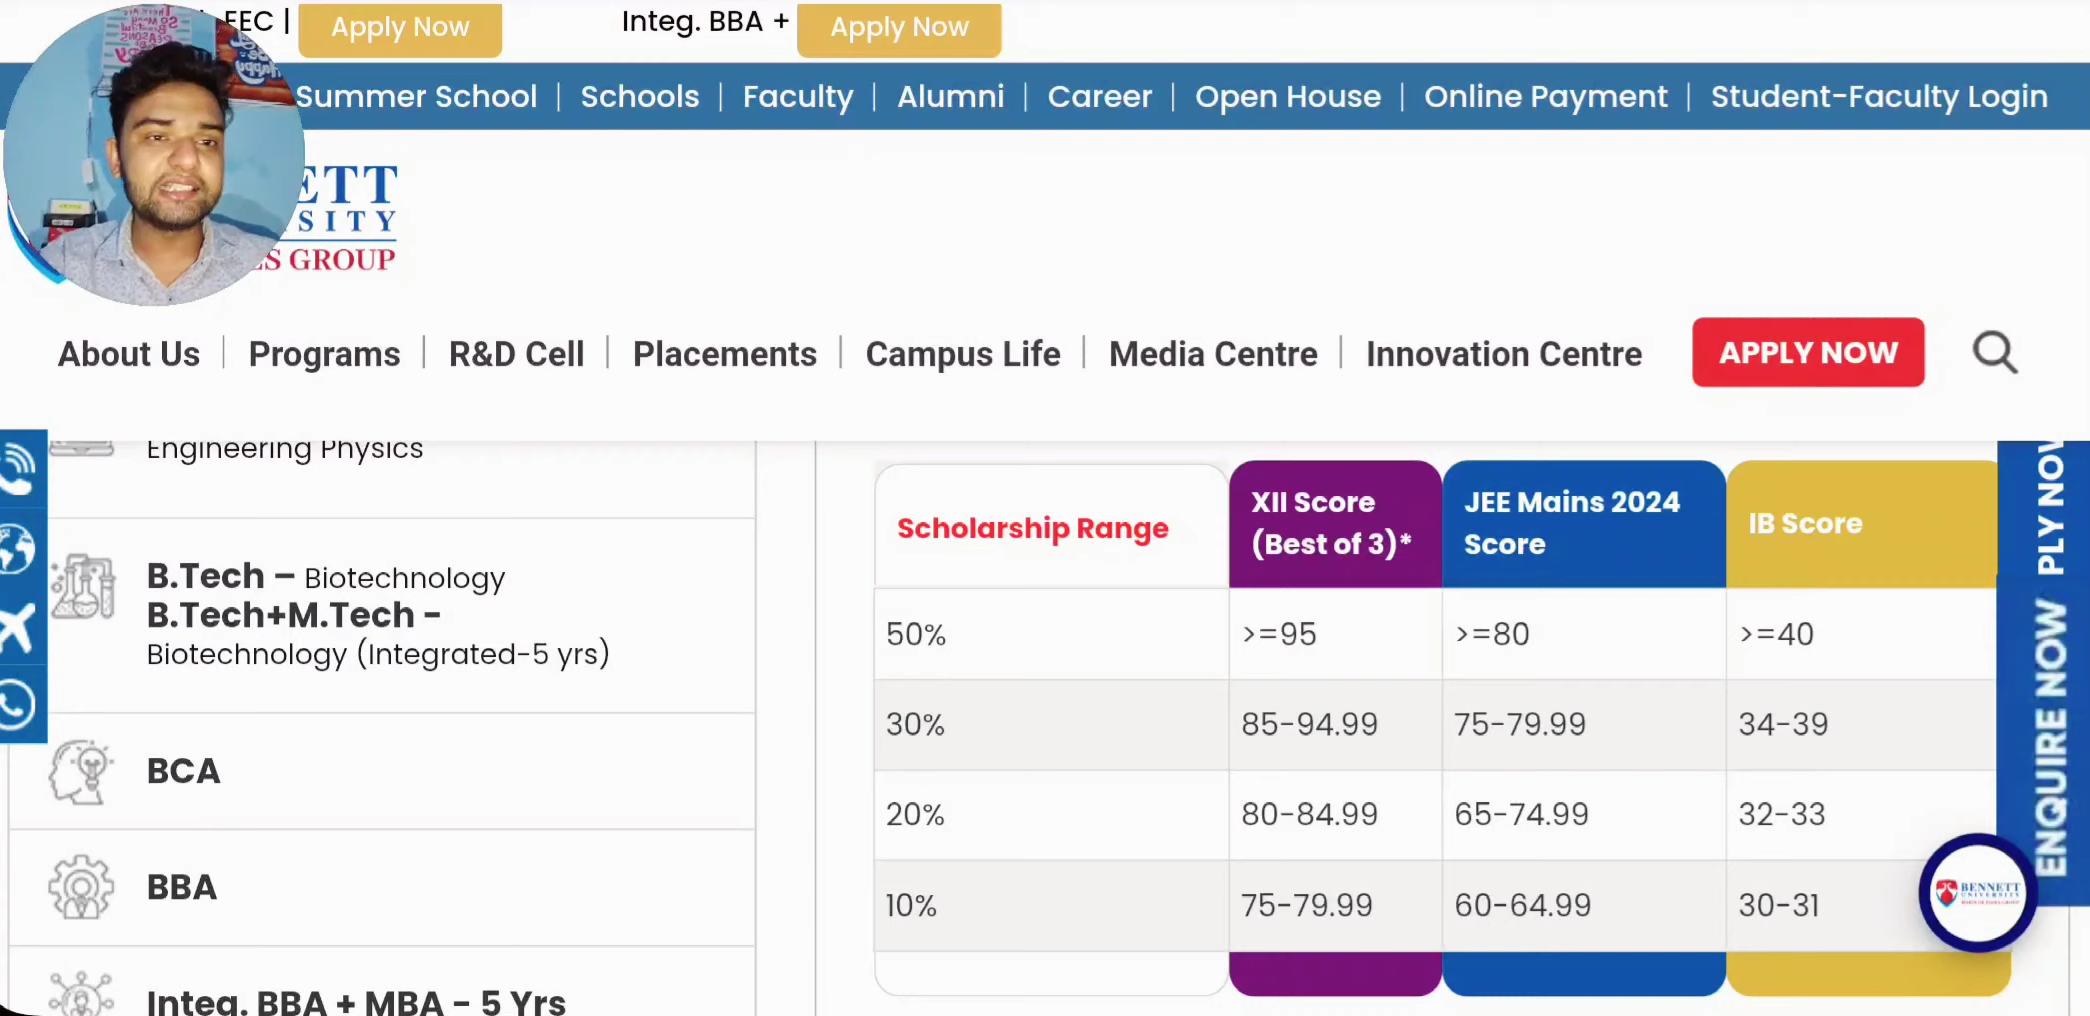 EEC | Apply Now
Integ. BBA + Apply Now
Summer School | Schools | Faculty | Alumni | Career | Open House | Online Payment | Student-Faculty Login
ETT
SITY
S GROUP
About Us | Programs | R&D Cell | Placements | Campus Life | Media Centre | Innovation Centre APPLY NOW
Engineering Physics
B.Tech – Biotechnology
B.Tech+M.Tech -
Biotechnology (Integrated-5 yrs)
BCA
BBA
Integ. BBA + MBA - 5 Yrs
Scholarship Range
XII Score
(Best of 3)*
JEE Mains 2024
Score
IB Score
50% >=95 >=80 >=40
30% 85-94.99 75-79.99 34-39
20% 80-84.99 65-74.99 32-33
10% 75-79.99 60-64.99 30-31
PLY NOW
ENQUIRE NOW
BENNETT
UNIVERSITY